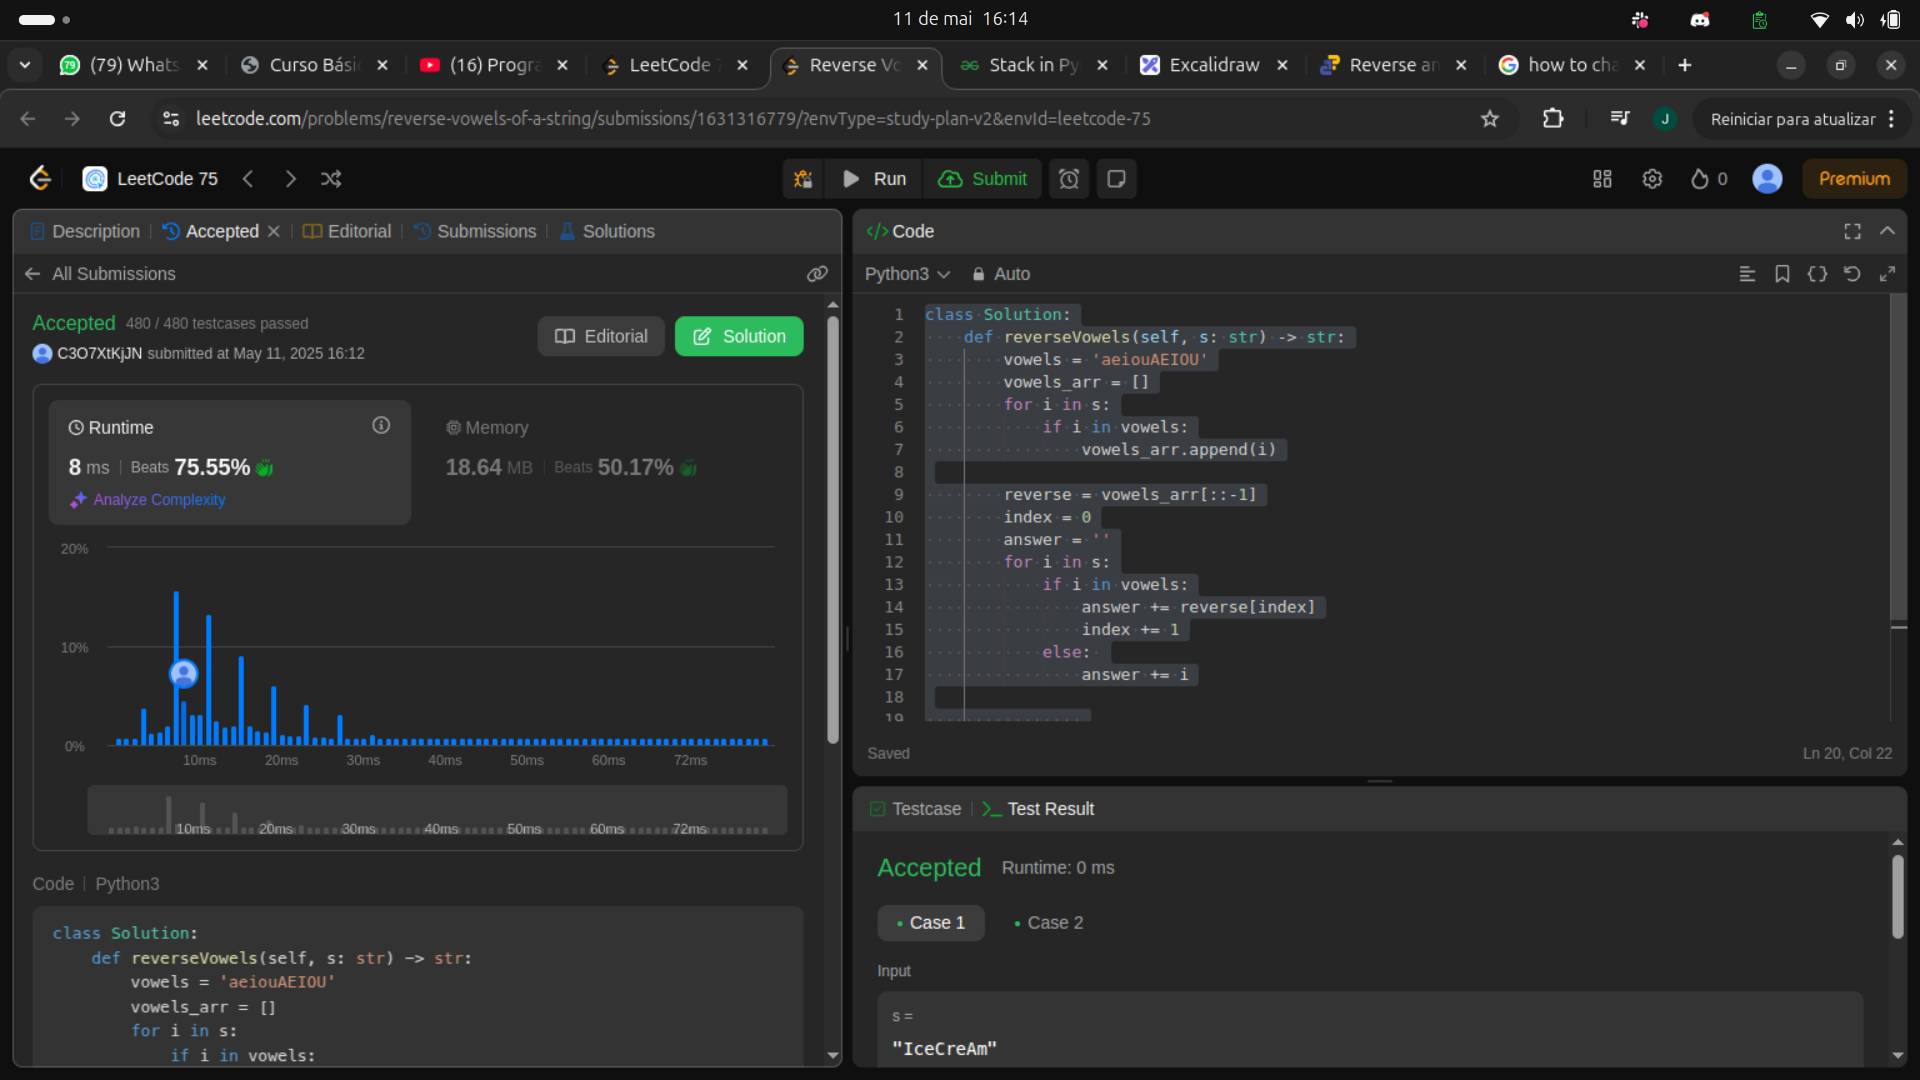 11 de mai 16:14
(79) Whats
Curso Bási
(16) Progra
LeetCode 7
Reverse Vo
Stack in Py
Excalidraw
Reverse an
how to cha
leetcode.com/problems/reverse-vowels-of-a-string/submissions/1631316779/?envType=study-plan-v2&envId=leetcode-75
J
Reiniciar para atualizar
LeetCode 75
Run
Submit
0
Premium
Description
Accepted
Editorial
Submissions
Solutions
All Submissions
Accepted 480 / 480 testcases passed
C3O7XtKjJN submitted at May 11, 2025 16:12
Editorial
Solution
Runtime
8 ms | Beats 75.55%
Analyze Complexity
Memory
18.64 MB | Beats 50.17%
20%
10%
0%
10ms 20ms 30ms 40ms 50ms 60ms 72ms
10ms 20ms 30ms 40ms 50ms 60ms 72ms
Code | Python3
class Solution:
    def reverseVowels(self, s: str) -> str:
        vowels = 'aeiouAEIOU'
        vowels_arr = []
        for i in s:
            if i in vowels:
</> Code
Python3
Auto
1 class Solution:
2     def reverseVowels(self, s: str) -> str:
3         vowels = 'aeiouAEIOU'
4         vowels_arr = []
5         for i in s:
6             if i in vowels:
7                 vowels_arr.append(i)
8
9         reverse = vowels_arr[::-1]
10         index = 0
11         answer = ''
12         for i in s:
13             if i in vowels:
14                 answer += reverse[index]
15                 index += 1
16             else:
17                 answer += i
18
19
Saved
Ln 20, Col 22
Testcase
>_ Test Result
Accepted Runtime: 0 ms
Case 1
Case 2
Input
s =
"IceCreAm"